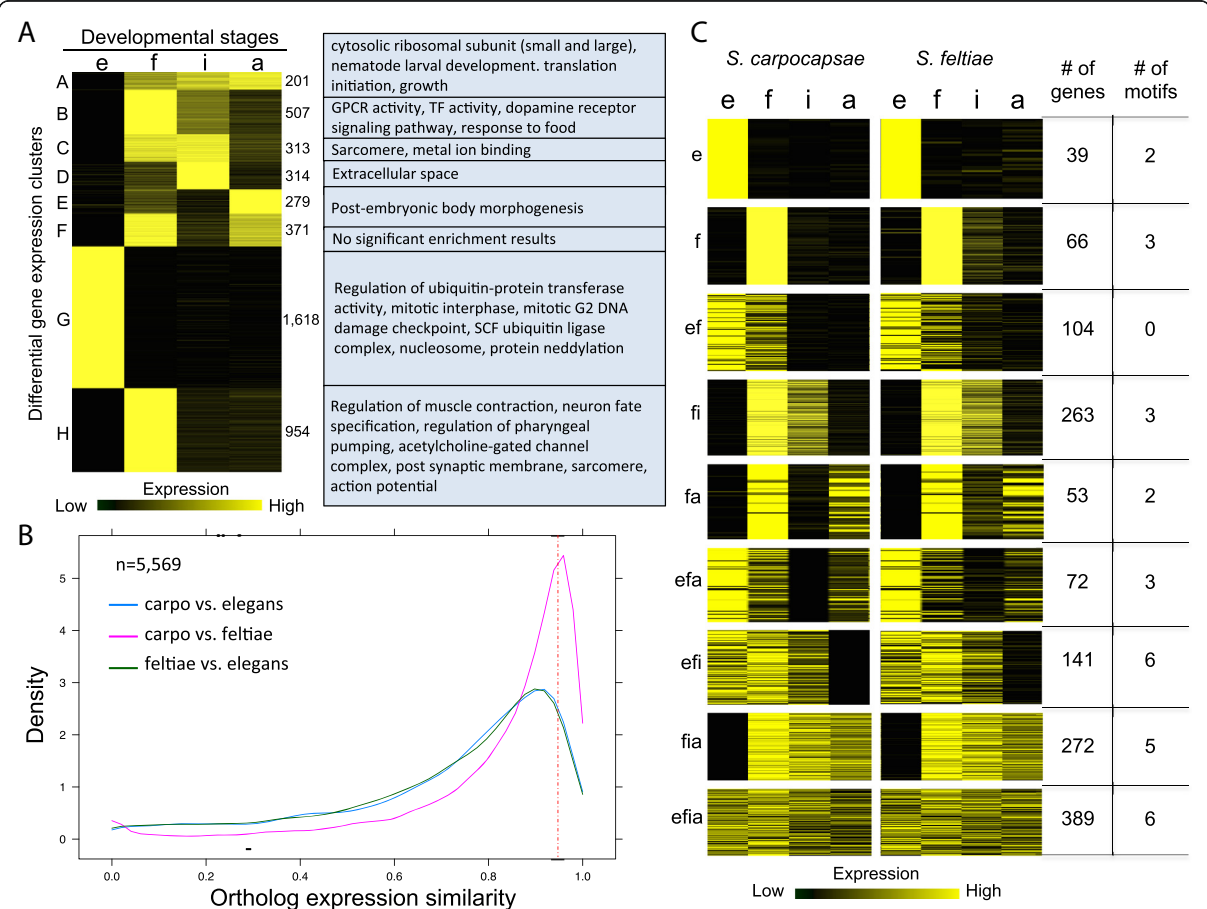 A
Developmental stages
e f i a
Differential gene expression clusters
A 201
B 507
C 313
D 314
E 279
F 371
G 1,618
H 954
Expression
Low High
cytosolic ribosomal subunit (small and large),
nematode larval development. translation
initiation, growth
GPCR activity, TF activity, dopamine receptor
signaling pathway, response to food
Sarcomere, metal ion binding
Extracellular space
Post-embryonic body morphogenesis
No significant enrichment results
Regulation of ubiquitin-protein transferase
activity, mitotic interphase, mitotic G2 DNA
damage checkpoint, SCF ubiquitin ligase
complex, nucleosome, protein neddylation
Regulation of muscle contraction, neuron fate
specification, regulation of pharyngeal
pumping, acetylcholine-gated channel
complex, post synaptic membrane, sarcomere,
action potential
B
n=5,569
carpo vs. elegans
carpo vs. feltiae
feltiae vs. elegans
Density
5
4
3
2
1
0
0.0 0.2 0.4 0.6 0.8 1.0
Ortholog expression similarity
C
S. carpocapsae S. feltiae
# of
genes
# of
motifs
e f i a e f i a
e 39 2
f 66 3
ef 104 0
fi 263 3
fa 53 2
efa 72 3
efi 141 6
fia 272 5
efia 389 6
Expression
Low High